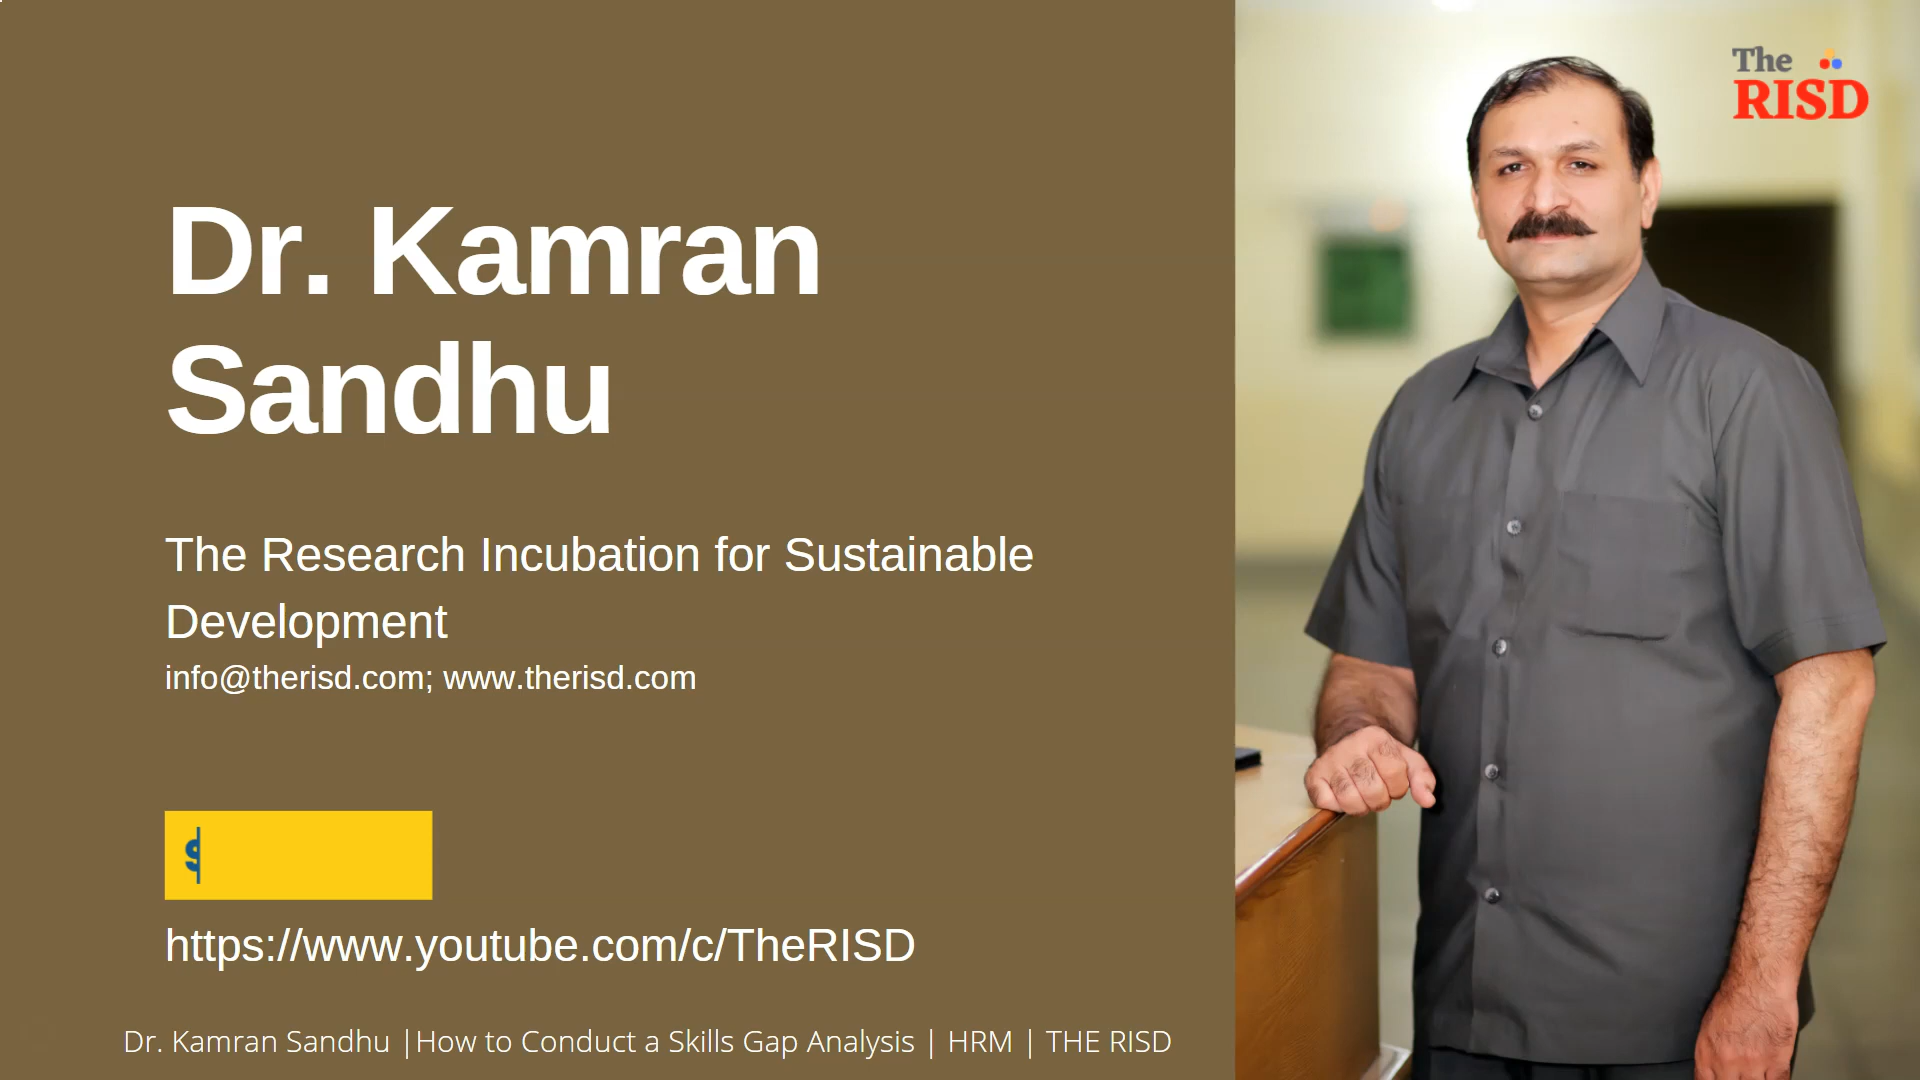 The
RISD
Dr. Kamran
Sandhu
The Research Incubation for Sustainable
Development
info@therisd.com; www.therisd.com
https://www.youtube.com/c/TheRISD
Dr. Kamran Sandhu |How to Conduct a Skills Gap Analysis | HRM | THE RISD